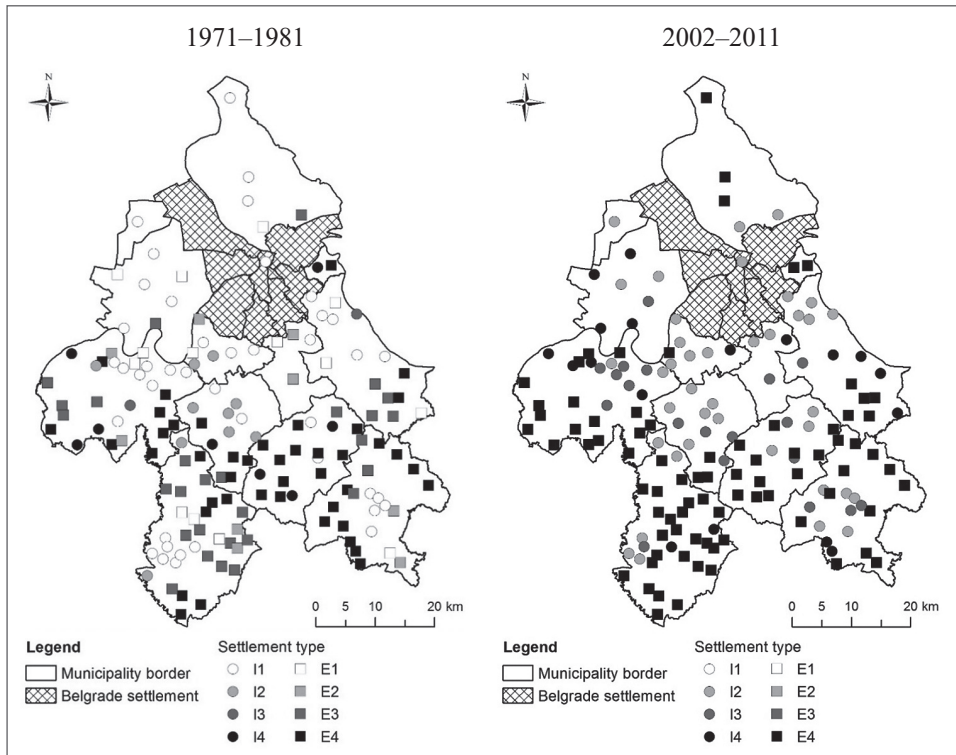 1971–1981
N
0 5 10 20 km
Legend
Municipality border
Belgrade settlement
Settlement type
I1 E1
I2 E2
I3 E3
I4 E4
2002–2011
N
0 5 10 20 km
Legend
Municipality border
Belgrade settlement
Settlement type
I1 E1
I2 E2
I3 E3
I4 E4